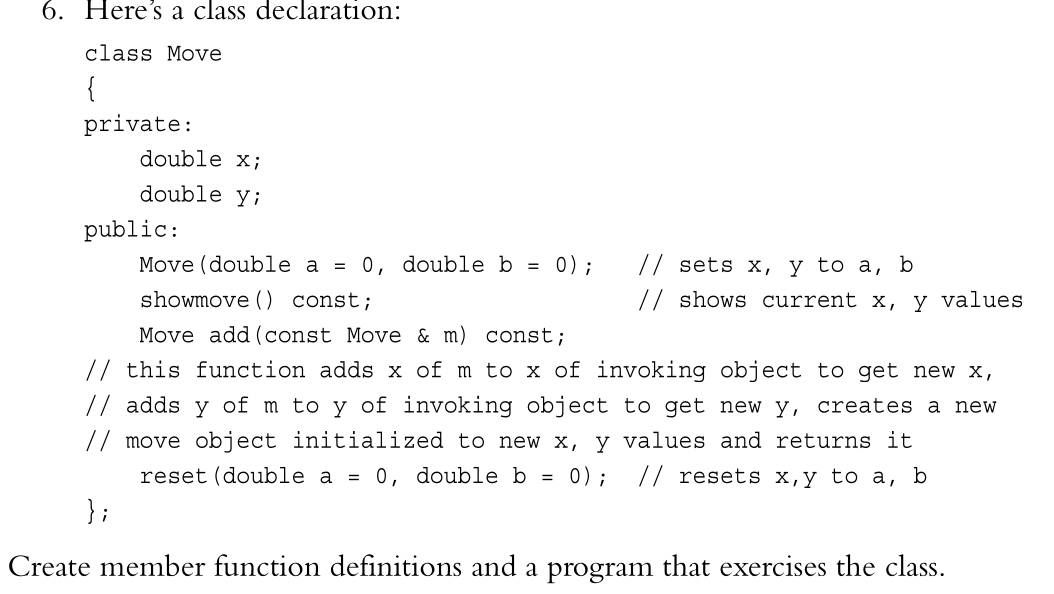 6. Here's a class declaration:
class Move
{
private:
    double x;
    double y;
public:
    Move(double a = 0, double b = 0);   // sets x, y to a, b
    showmove() const;                   // shows current x, y values
    Move add(const Move & m) const;
// this function adds x of m to x of invoking object to get new x,
// adds y of m to y of invoking object to get new y, creates a new
// move object initialized to new x, y values and returns it
    reset(double a = 0, double b = 0);  // resets x,y to a, b
};
Create member function definitions and a program that exercises the class.